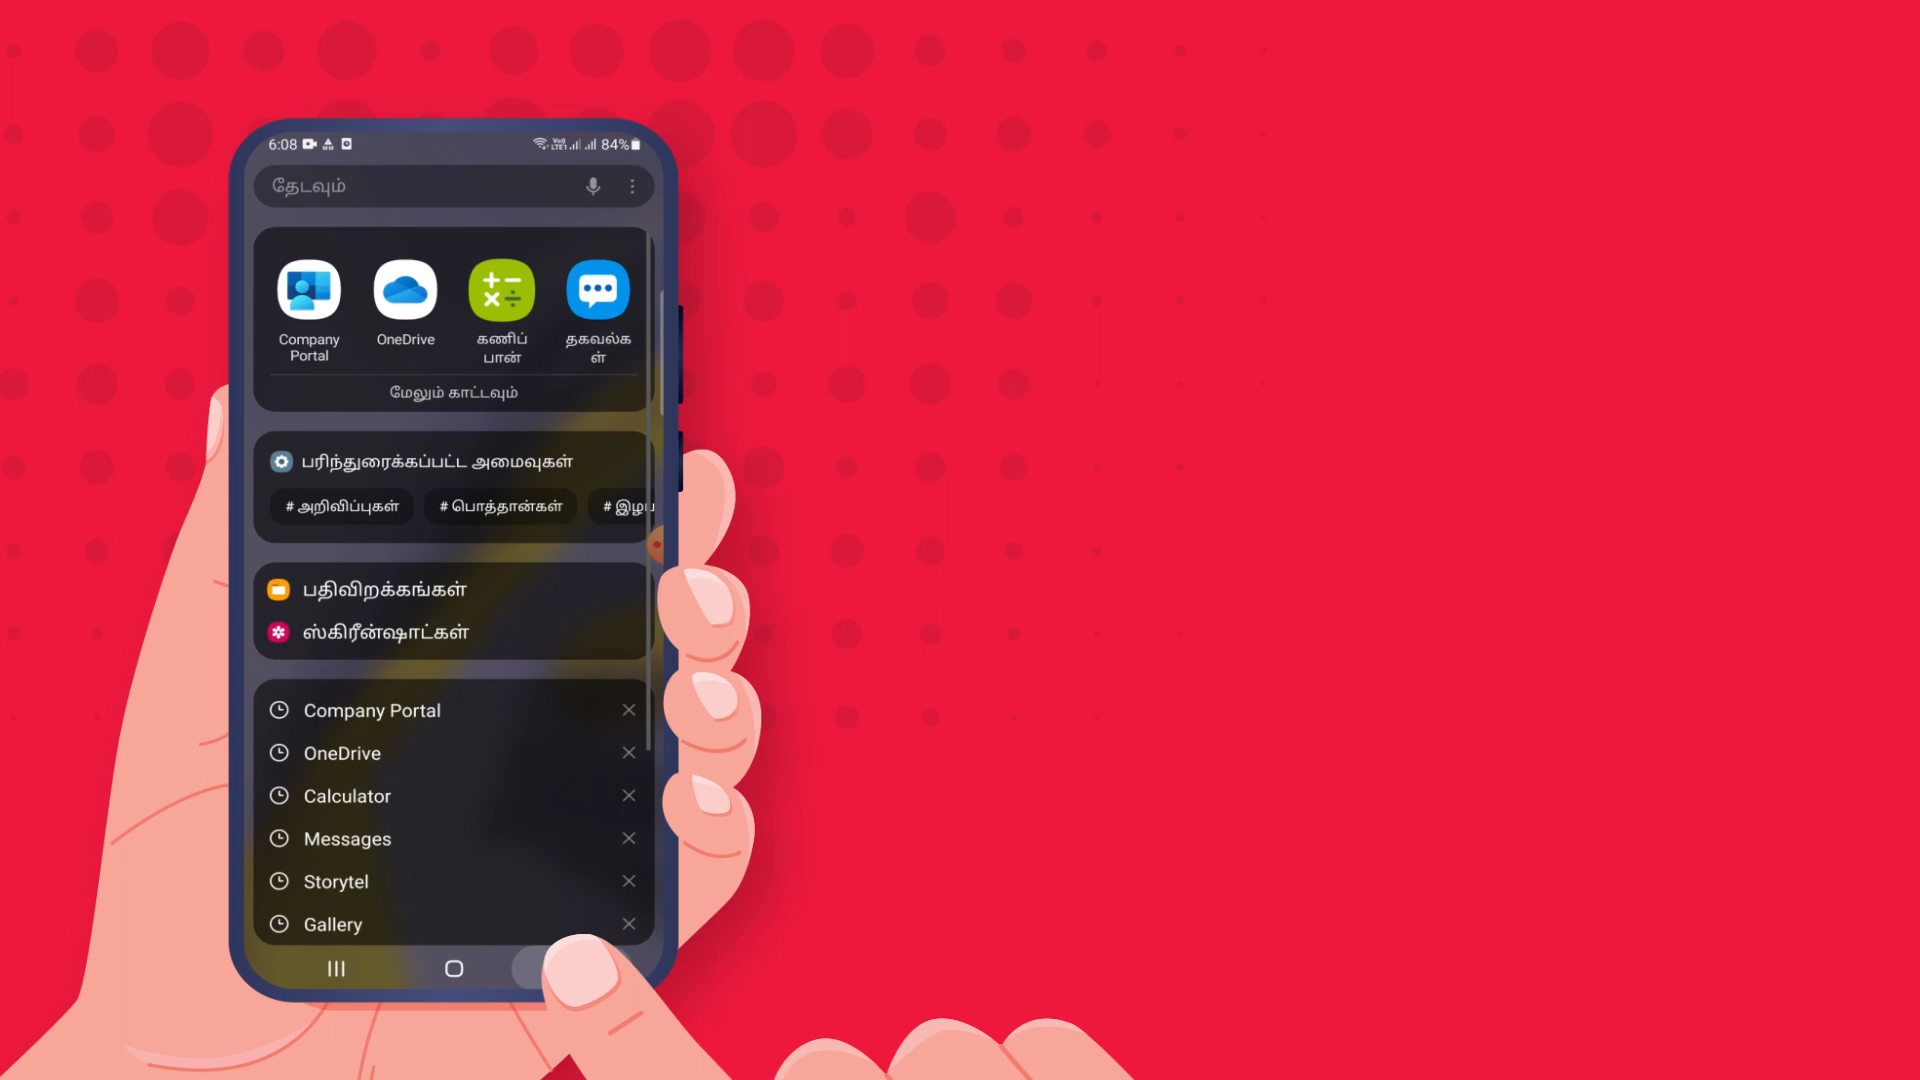 6:08 84%
தேடவும்
Company Portal
OneDrive
கணிப்பான்
தகவல்கள்
மேலும் காட்டவும்
பரிந்துரைக்கப்பட்ட அமைவுகள்
# அறிவிப்புகள் # பொத்தான்கள் #
பதிவிறக்கங்கள்
ஸ்கிரீன்ஷாட்கள்
Company Portal
OneDrive
Calculator
Messages
Storytel
Gallery